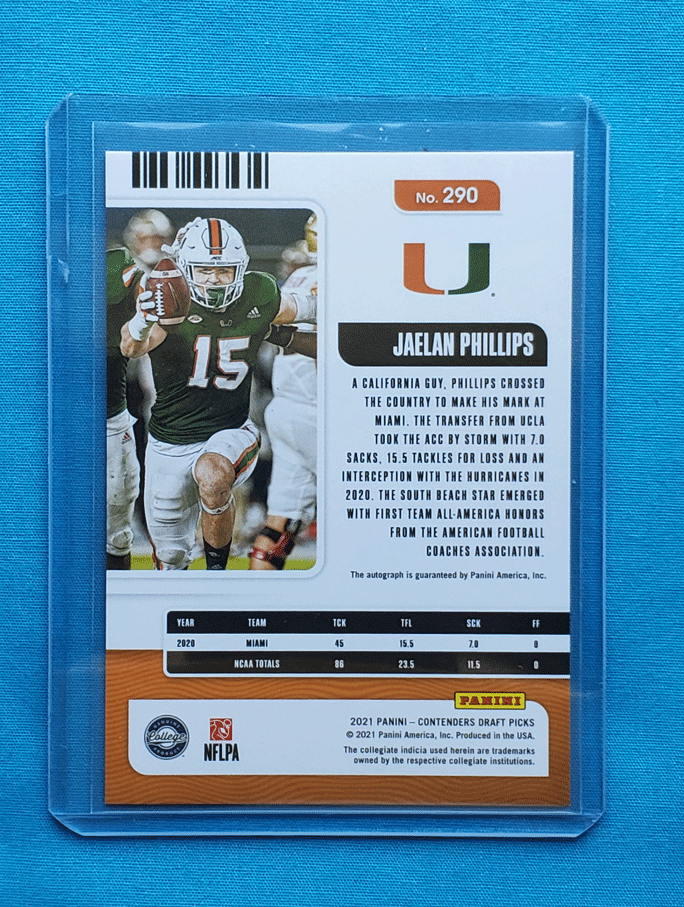 No. 290
U
JAELAN PHILLIPS
A CALIFORNIA GUY, PHILLIPS CROSSED
THE COUNTRY TO MAKE HIS MARK AT
MIAMI. THE TRANSFER FROM UCLA
TOOK THE ACC BY STORM WITH 7.0
SACKS, 15.5 TACKLES FOR LOSS AND AN
INTERCEPTION WITH THE HURRICANES IN
2020. THE SOUTH BEACH STAR EMERGED
WITH FIRST TEAM ALL-AMERICA HONORS
FROM THE AMERICAN FOOTBALL
COACHES ASSOCIATION.
The autograph is guaranteed by Panini America, Inc.
ACC
15
YEAR TEAM TCK TFL SCK FF
2020 MIAMI 45 15.5 7.0 0
NCAA TOTALS 86 23.5 11.5 0
PANINI
GENUINE
College
PRODUCT
NFLPA
2021 PANINI – CONTENDERS DRAFT PICKS
© 2021 Panini America, Inc. Produced in the USA.
The collegiate indicia used herein are trademarks
owned by the respective collegiate institutions.